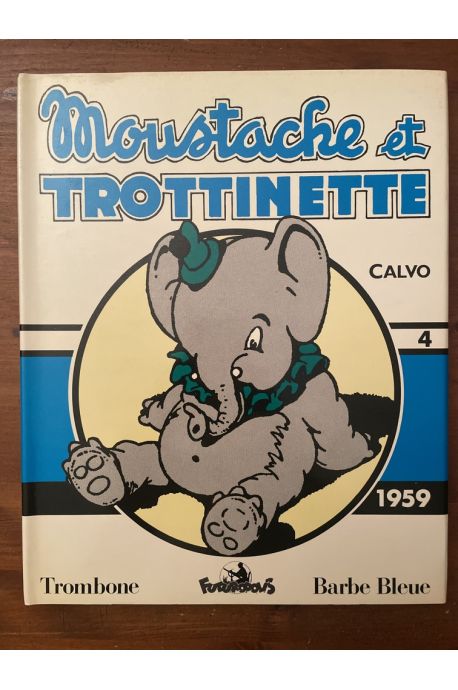 Moustache et
TROTTINETTE
CALVO
4
1959
Trombone
FUTUROPOLIS
Barbe Bleue